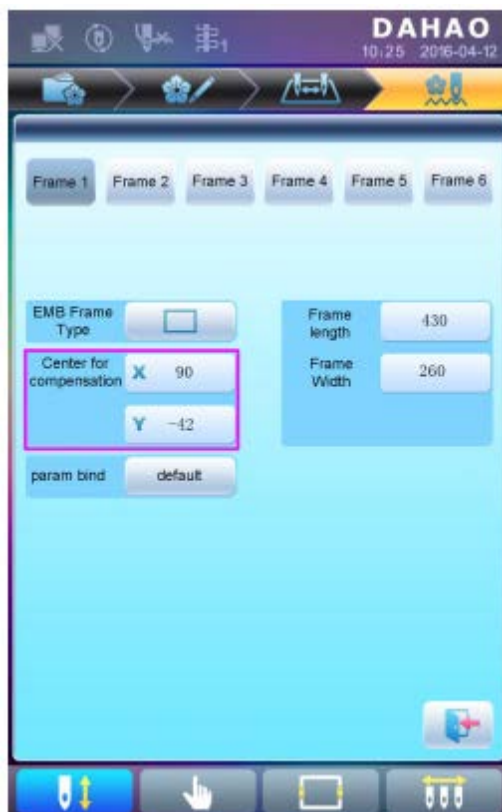 DAHAO
1
10:25 2016-04-12
Frame 1 Frame 2 Frame 3 Frame 4 Frame 5 Frame 6
EMB Frame Type
Frame length 430
Center for compensation X 90
Frame Width 260
Y -42
param bind default